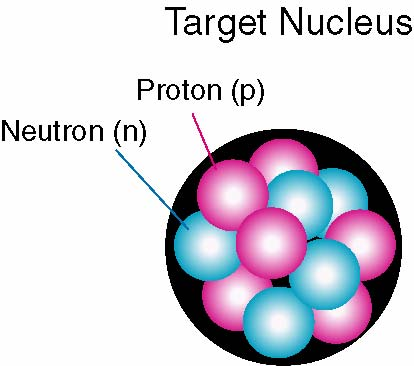 Target Nucleus
Proton (p)
Neutron (n)